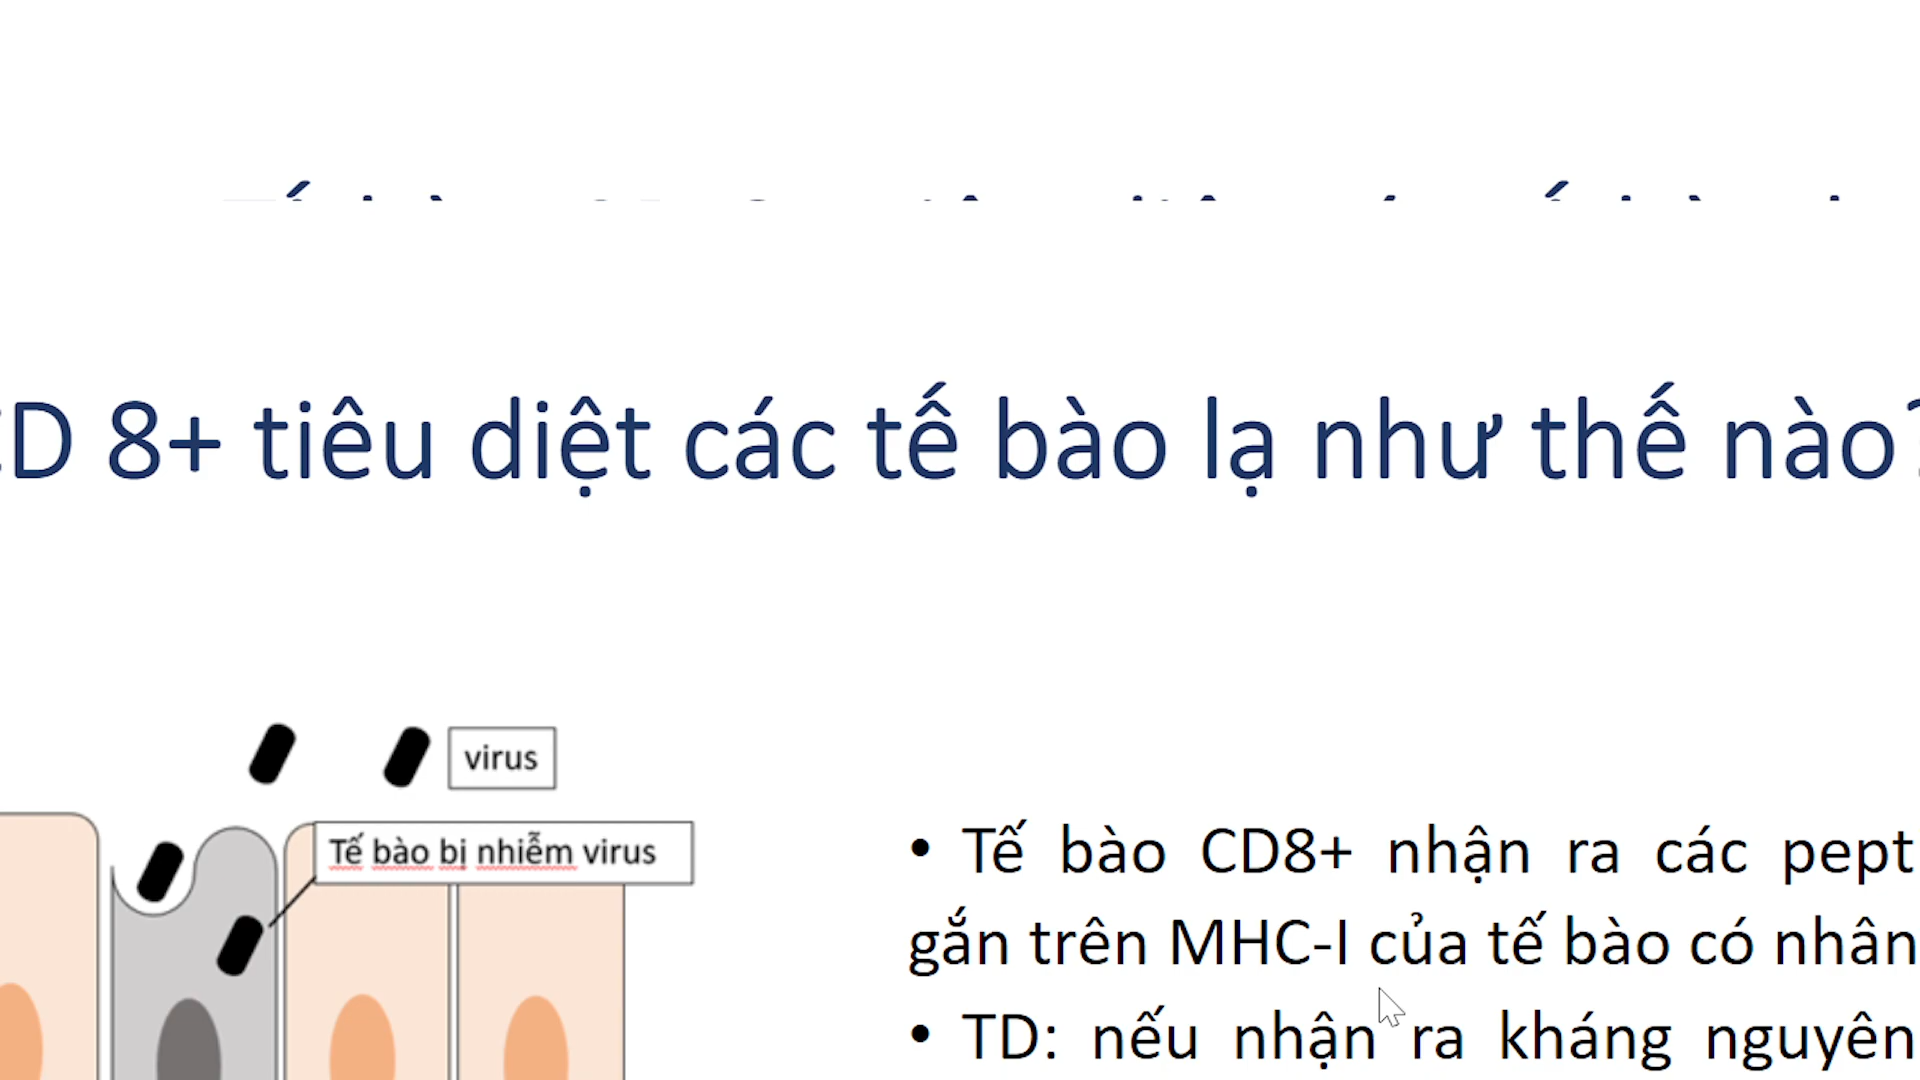 CD 8+ tiêu diệt các tế bào lạ như thế nào?
virus
Tế bào bị nhiễm virus
• Tế bào CD8+ nhận ra các pept
gắn trên MHC-I của tế bào có nhân
• TD: nếu nhận ra kháng nguyên